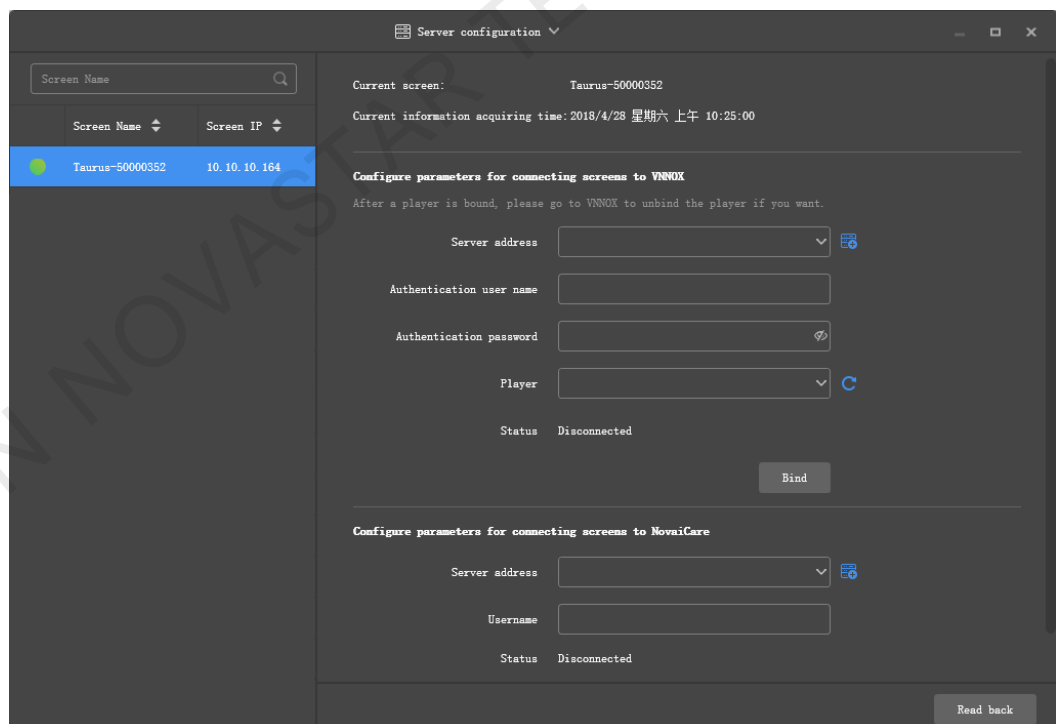 Server configuration
Screen Name
Screen Name
Screen IP
Taurus-50000352
10.10.10.164
Current screen:
Taurus-50000352
Current information acquiring time:
2018/4/28 星期六 上午 10:25:00
Configure parameters for connecting screens to VNNOX
After a player is bound, please go to VNNOX to unbind the player if you want.
Server address
Authentication user name
Authentication password
Player
Status
Disconnected
Bind
Configure parameters for connecting screens to NovaiCare
Server address
Username
Status
Disconnected
Read back
N NOVASTAR TE